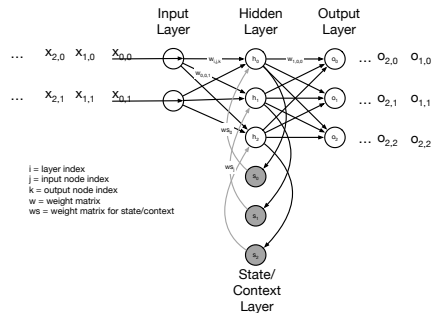 Input
Layer
Hidden
Layer
Output
Layer
... x2,0 x1,0 x0,0
wi,j,k
h0
w1,0,0
o0
... o2,0 o1,0
w0,0,1
... x2,1 x1,1 x0,1
h1
o1
... o2,1 o1,1
ws0
h2
o2
... o2,2 o2,2
wsi
i = layer index
j = input node index
k = output node index
w = weight matrix
ws = weight matrix for state/context
s0
s1
s2
State/
Context
Layer